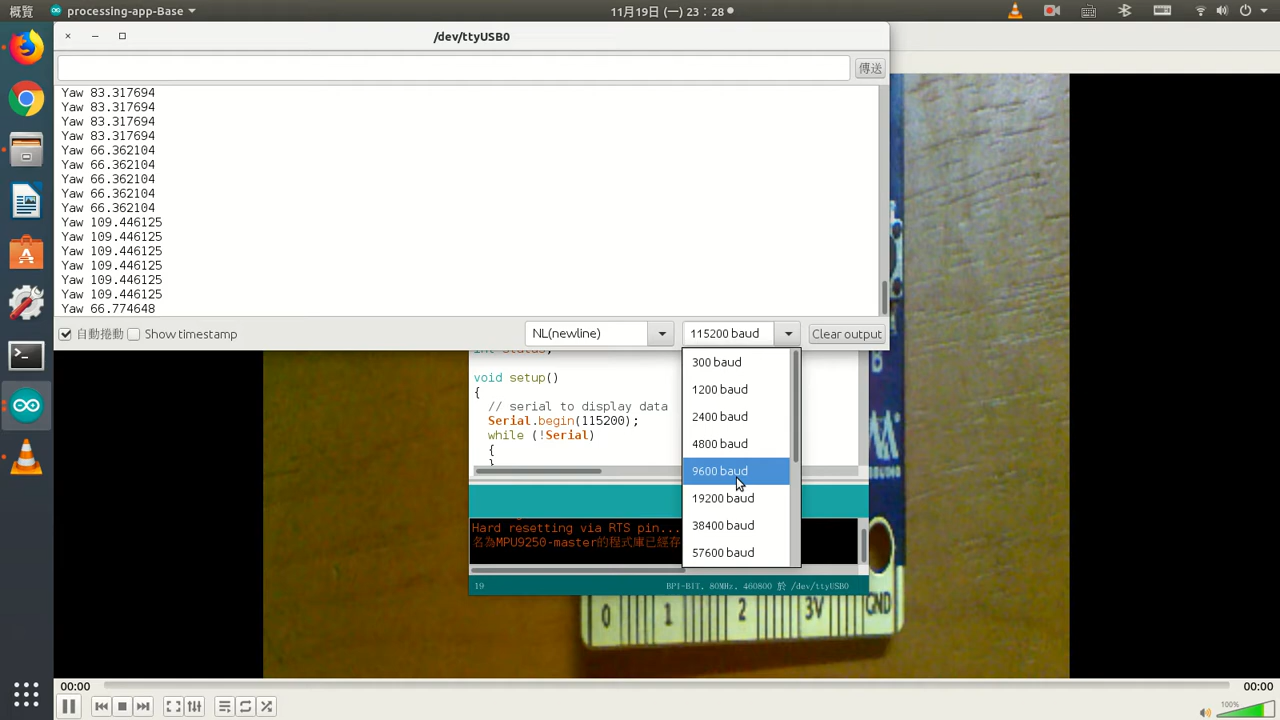 概覽
processing-app-Base
11月19日 (一) 23：28
/dev/ttyUSB0
傳送
Yaw 83.317694
Yaw 83.317694
Yaw 83.317694
Yaw 83.317694
Yaw 66.362104
Yaw 66.362104
Yaw 66.362104
Yaw 66.362104
Yaw 66.362104
Yaw 109.446125
Yaw 109.446125
Yaw 109.446125
Yaw 109.446125
Yaw 109.446125
Yaw 109.446125
Yaw 66.774648
自動捲動
Show timestamp
NL(newline)
115200 baud
Clear output
300 baud
1200 baud
2400 baud
4800 baud
9600 baud
19200 baud
38400 baud
57600 baud
int status;
void setup()
{
// serial to display data
Serial.begin(115200);
while (!Serial)
{
}
Hard resetting via RTS pin...
名為MPU9250-master的程式庫已經存
19
BPI-BIT, 80MHz, 460800 於 /dev/ttyUSB0
0
1
2
3V
GND
00:00
00:00
100%